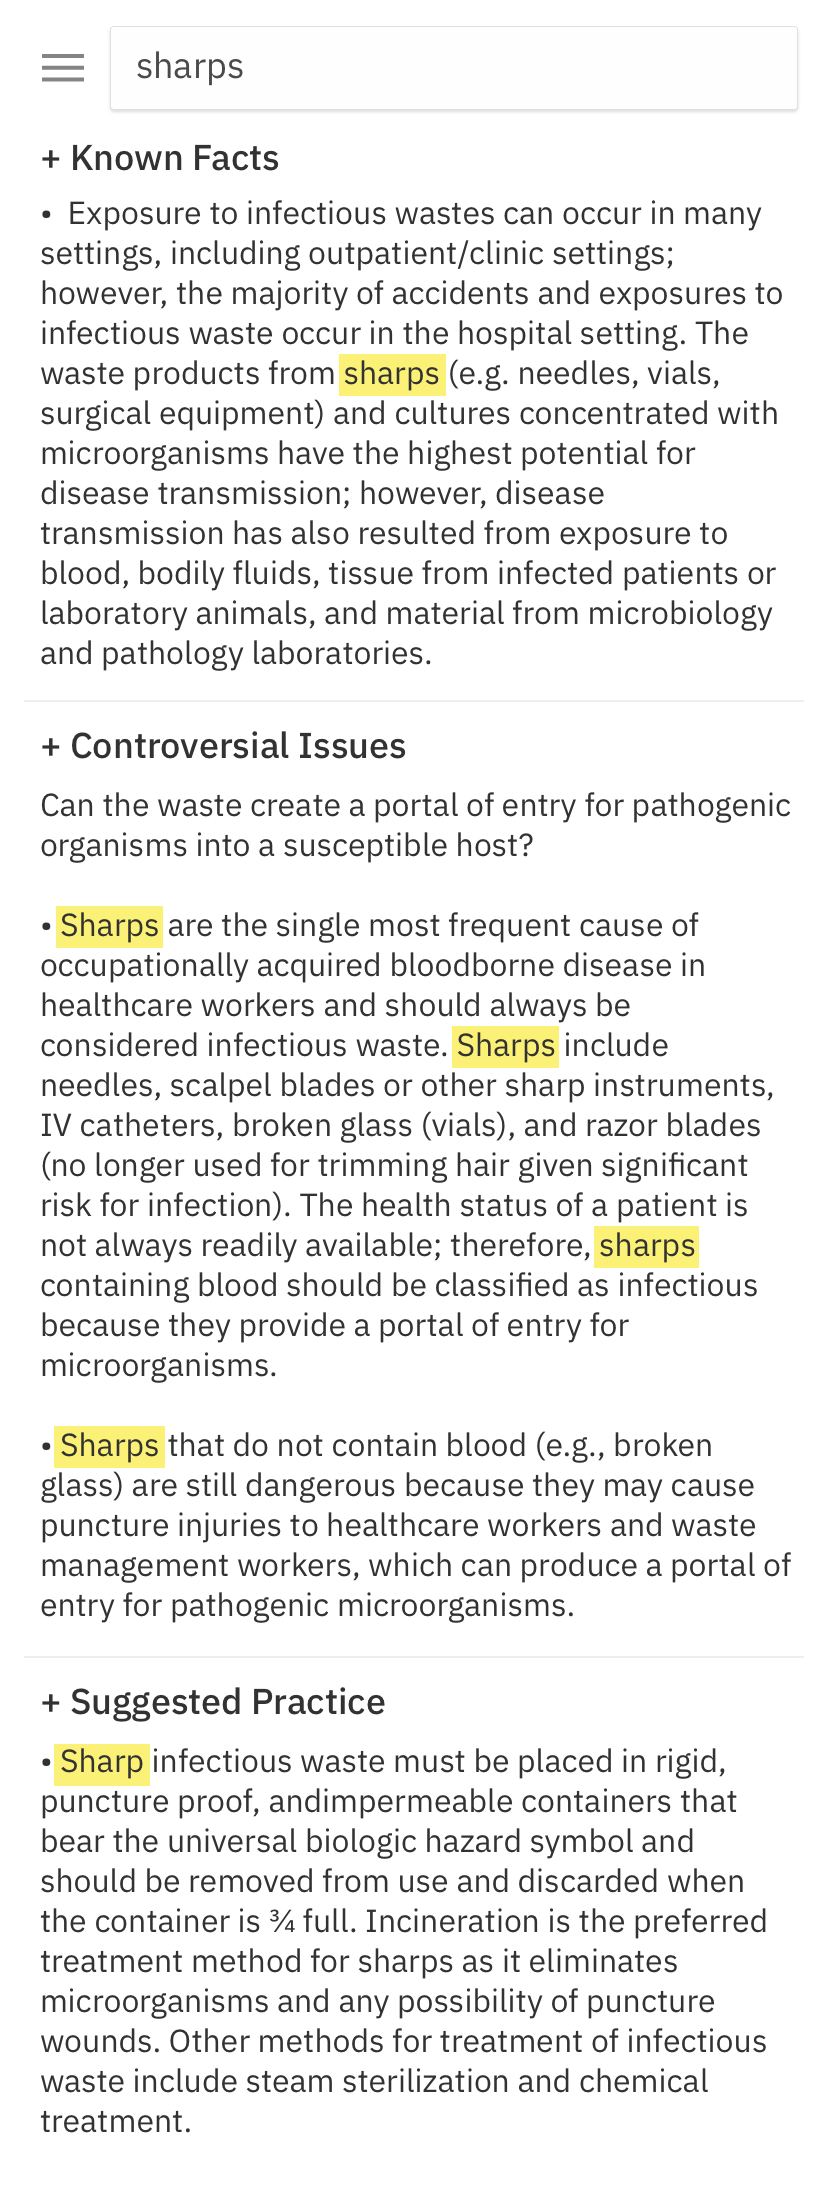 sharps
+ Known Facts
• Exposure to infectious wastes can occur in many
settings, including outpatient/clinic settings;
however, the majority of accidents and exposures to
infectious waste occur in the hospital setting. The
waste products from sharps (e.g. needles, vials,
surgical equipment) and cultures concentrated with
microorganisms have the highest potential for
disease transmission; however, disease
transmission has also resulted from exposure to
blood, bodily fluids, tissue from infected patients or
laboratory animals, and material from microbiology
and pathology laboratories.
+ Controversial Issues
Can the waste create a portal of entry for pathogenic
organisms into a susceptible host?
• Sharps are the single most frequent cause of
occupationally acquired bloodborne disease in
healthcare workers and should always be
considered infectious waste. Sharps include
needles, scalpel blades or other sharp instruments,
IV catheters, broken glass (vials), and razor blades
(no longer used for trimming hair given significant
risk for infection). The health status of a patient is
not always readily available; therefore, sharps
containing blood should be classified as infectious
because they provide a portal of entry for
microorganisms.
• Sharps that do not contain blood (e.g., broken
glass) are still dangerous because they may cause
puncture injuries to healthcare workers and waste
management workers, which can produce a portal of
entry for pathogenic microorganisms.
+ Suggested Practice
• Sharp infectious waste must be placed in rigid,
puncture proof, andimpermeable containers that
bear the universal biologic hazard symbol and
should be removed from use and discarded when
the container is ¾ full. Incineration is the preferred
treatment method for sharps as it eliminates
microorganisms and any possibility of puncture
wounds. Other methods for treatment of infectious
waste include steam sterilization and chemical
treatment.